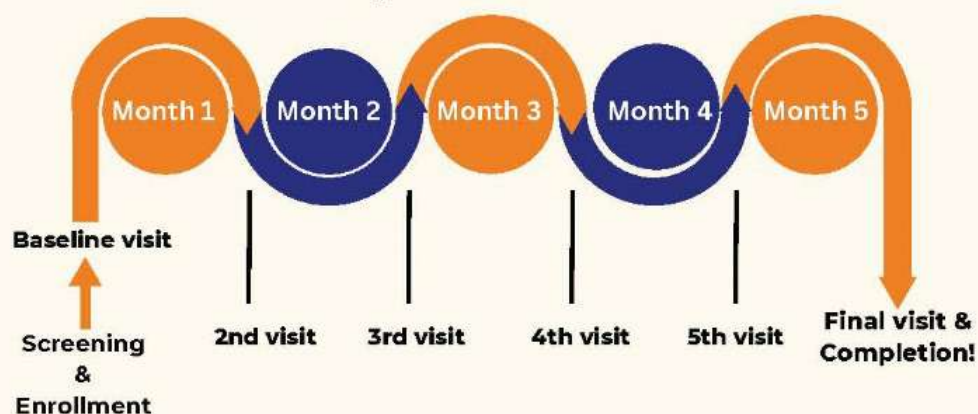 Month 1
Month 2
Month 3
Month 4
Month 5
Baseline visit
Screening
&
Enrollment
2nd visit
3rd visit
4th visit
5th visit
Final visit &
Completion!